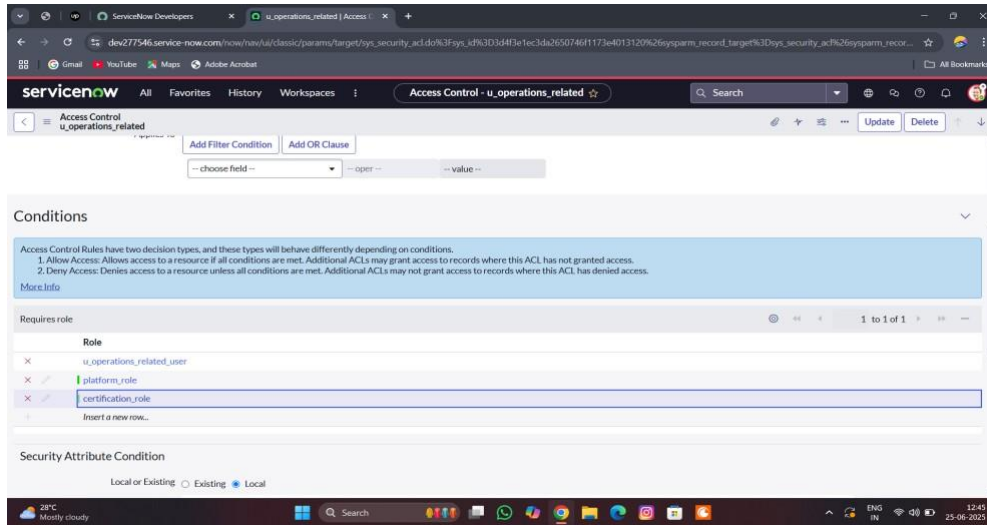 ServiceNow Developers
u_operations_related | Access C
dev277546.service-now.com/now/nav/ui/classic/params/target/sys_security_acl.do%3Fsys_id%3D3d4f3e1ec3da2650746f1173e4013120%26sysparm_record_target%3Dsys_security_acl%26sysparm_recor...
Gmail YouTube Maps Adobe Acrobat All Bookmarks
servicenow All Favorites History Workspaces Access Control - u_operations_related Search
Access Control
u_operations_related
Update Delete
Add Filter Condition Add OR Clause
-- choose field -- -- oper -- -- value --
Conditions
Access Control Rules have two decision types, and these types will behave differently depending on conditions.
1. Allow Access: Allows access to a resource if all conditions are met. Additional ACLs may grant access to records where this ACL has not granted access.
2. Deny Access: Denies access to a resource unless all conditions are met. Additional ACLs may not grant access to records where this ACL has denied access.
More Info
Requires role 1 to 1 of 1
Role
u_operations_related_user
platform_role
certification_role
Insert a new row...
Security Attribute Condition
Local or Existing Existing Local
28°C
Mostly cloudy
Search
ENG
IN
12:45
25-06-2025